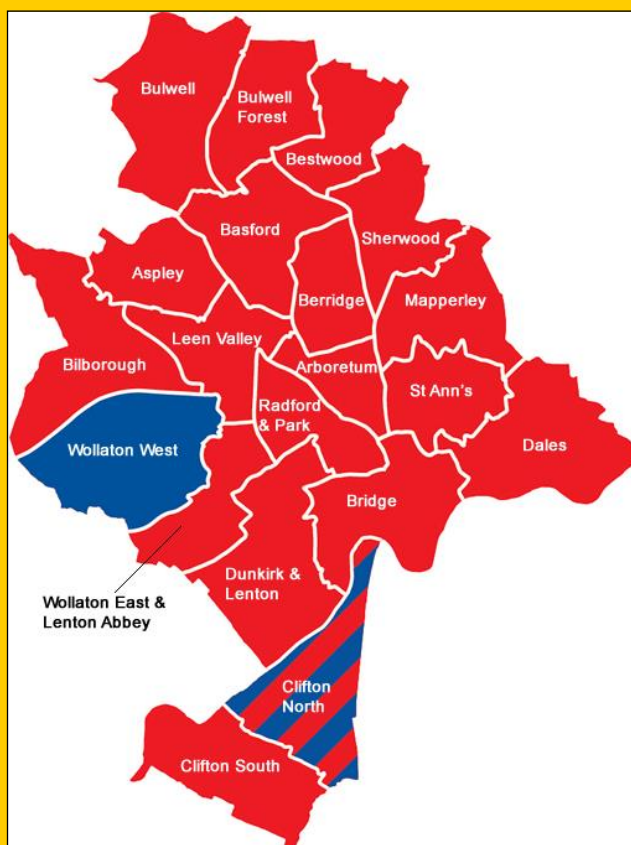 Bulwell
Bulwell
Forest
Bestwood
Basford
Sherwood
Aspley
Berridge
Mapperley
Leen Valley
Bilborough
Arboretum
St Ann's
Radford
& Park
Wollaton West
Dales
Bridge
Dunkirk &
Lenton
Wollaton East &
Lenton Abbey
Clifton
North
Clifton South